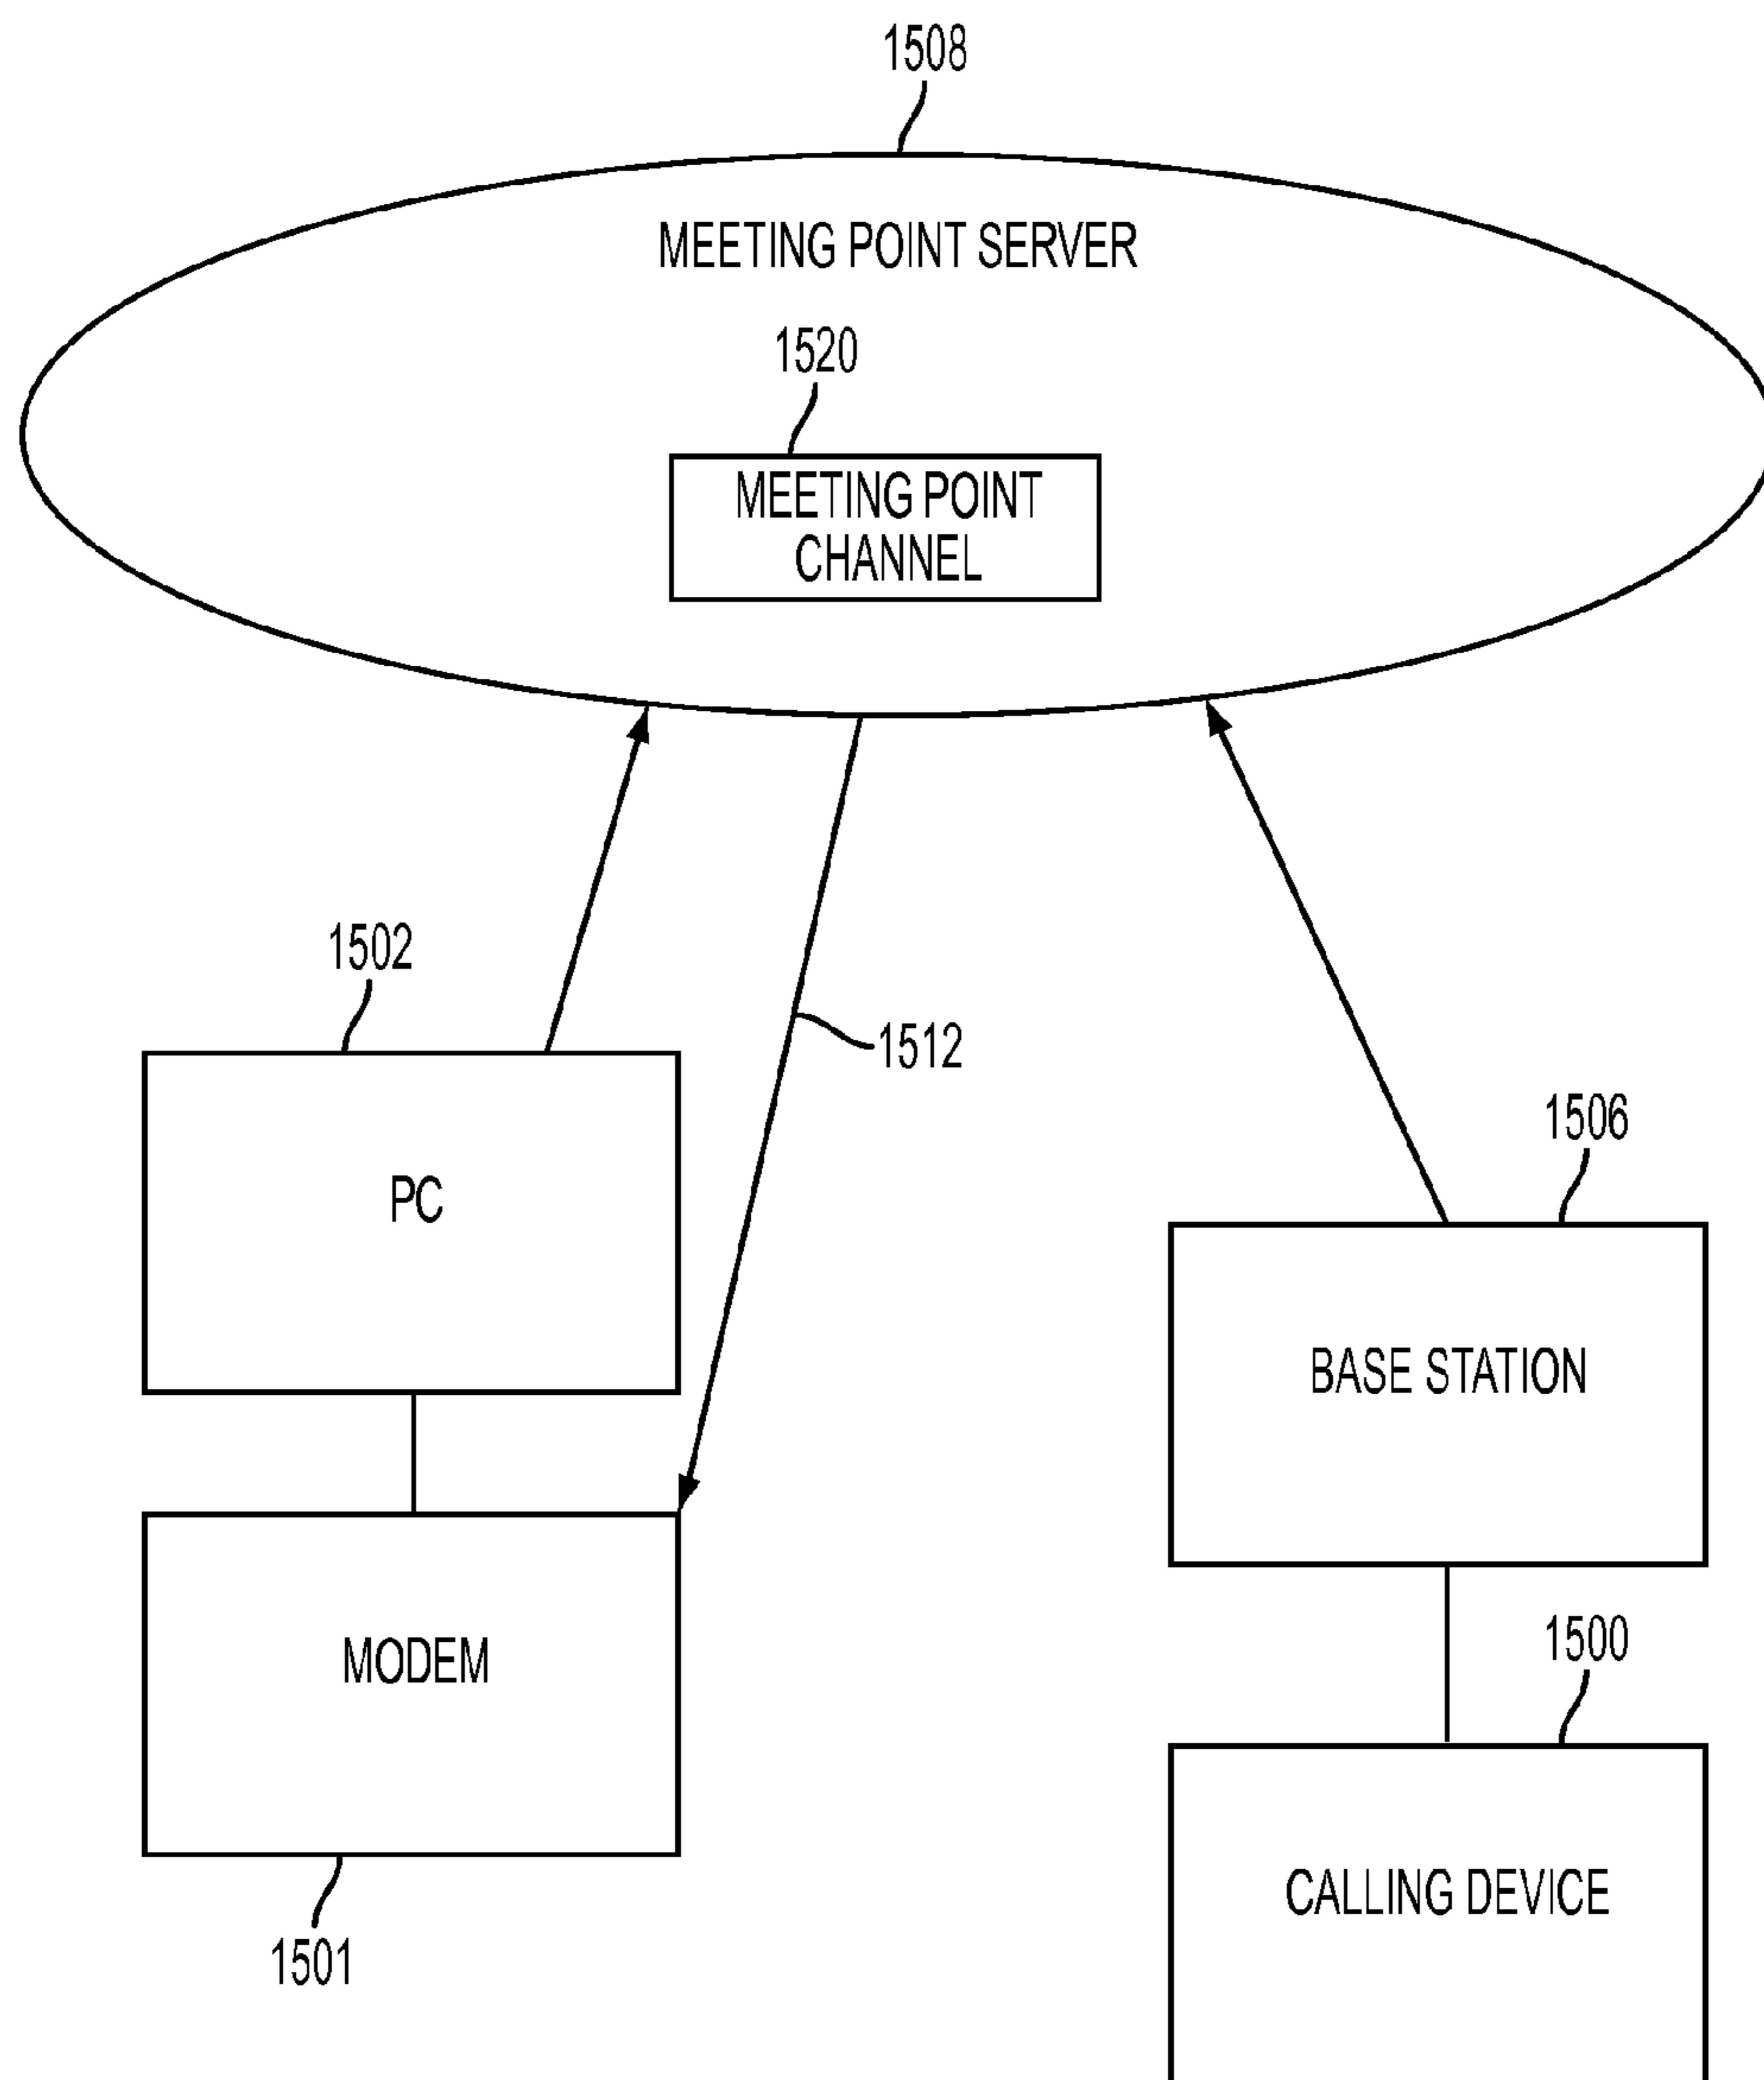 1508
MEETING POINT SERVER
1520
MEETING POINT
CHANNEL
1502
1512
1506
PC
BASE STATION
1500
MODEM
CALLING DEVICE
1501